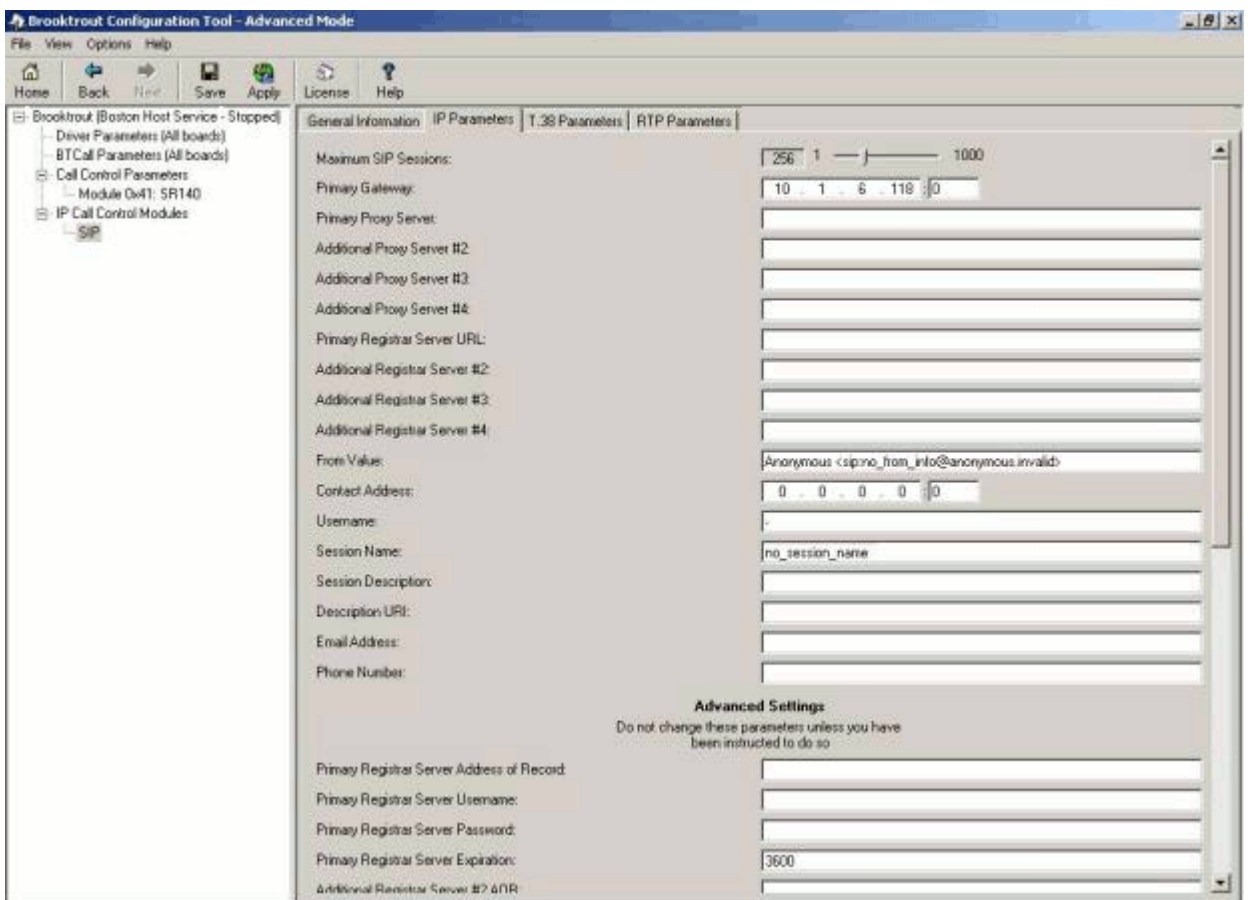 Brooktrout Configuration Tool - Advanced Mode
File View Options Help
Home Back Next Save Apply License Help
Brooktrout (Boston Host Service - Stopped)
Driver Parameters (All boards)
BTCall Parameters (All boards)
Call Control Parameters
Module 0x41: SR140
IP Call Control Modules
SIP
General Information IP Parameters T.38 Parameters RTP Parameters
Maximum SIP Sessions: 256 1 1000
Primary Gateway: 10 . 1 . 6 . 118 :0
Primary Proxy Server:
Additional Proxy Server #2:
Additional Proxy Server #3:
Additional Proxy Server #4:
Primary Registrar Server URL:
Additional Registrar Server #2:
Additional Registrar Server #3:
Additional Registrar Server #4:
From Value: Anonymous <sip:no_from_info@anonymous.invalid>
Contact Address: 0 . 0 . 0 . 0 :0
Username: -
Session Name: no_session_name
Session Description:
Description URI:
Email Address:
Phone Number:
Advanced Settings
Do not change these parameters unless you have
been instructed to do so
Primary Registrar Server Address of Record:
Primary Registrar Server Username:
Primary Registrar Server Password:
Primary Registrar Server Expiration: 3600
Additional Registrar Server #2 AOR: